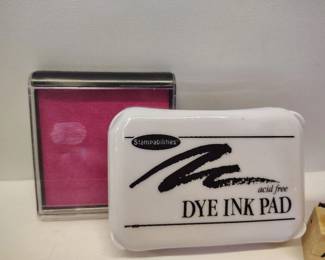 Stampabilities
acid free
DYE INK PAD